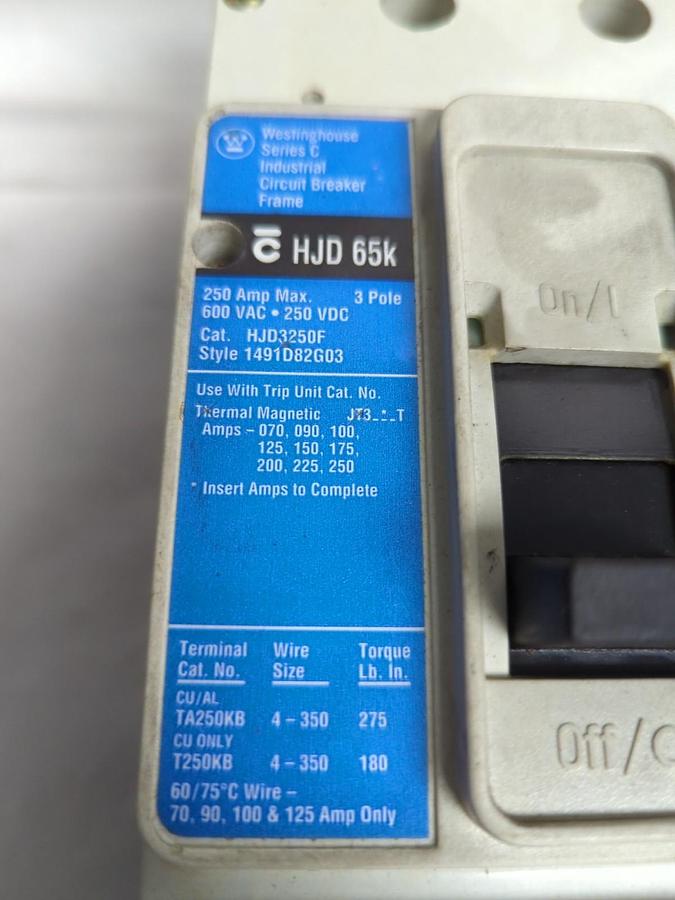 W
Westinghouse
Series C
Industrial
Circuit Breaker
Frame
C HJD 65k
250 Amp Max. 3 Pole
600 VAC • 250 VDC
Cat. HJD3250F
Style 1491D82G03
Use With Trip Unit Cat. No.
Thermal Magnetic
Amps – 070, 090, 100,
125, 150, 175,
200, 225, 250
* Insert Amps to Complete
Terminal Wire Torque
Cat. No. Size Lb. In.
CU/AL
TA250KB 4 – 350 275
CU ONLY
T250KB 4 – 350 180
60/75°C Wire –
70, 90, 100 & 125 Amp Only
On/I
Off/